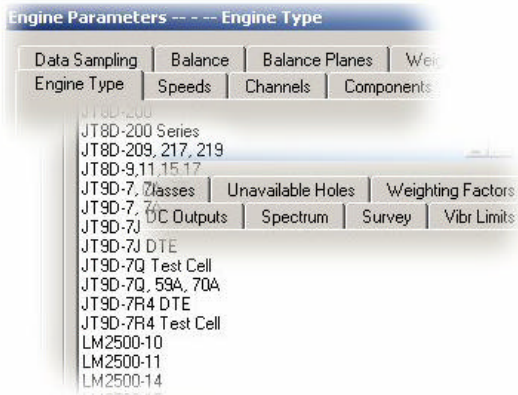 Engine Parameters -- - -- Engine Type
Data Sampling Balance Balance Planes
Engine Type Speeds Channels Components
JT8D-200
JT8D-200 Series
JT8D-209, 217, 219
JT8D-9,11,15,17
JT9D-7,
Classes Unavailable Holes Weighting Factors
JT9D-7,
DC Outputs Spectrum Survey Vibr Limits
JT9D-7J
JT9D-7J DTE
JT9D-7Q Test Cell
JT9D-7Q, 59A, 70A
JT9D-7R4 DTE
JT9D-7R4 Test Cell
LM2500-10
LM2500-11
LM2500-14